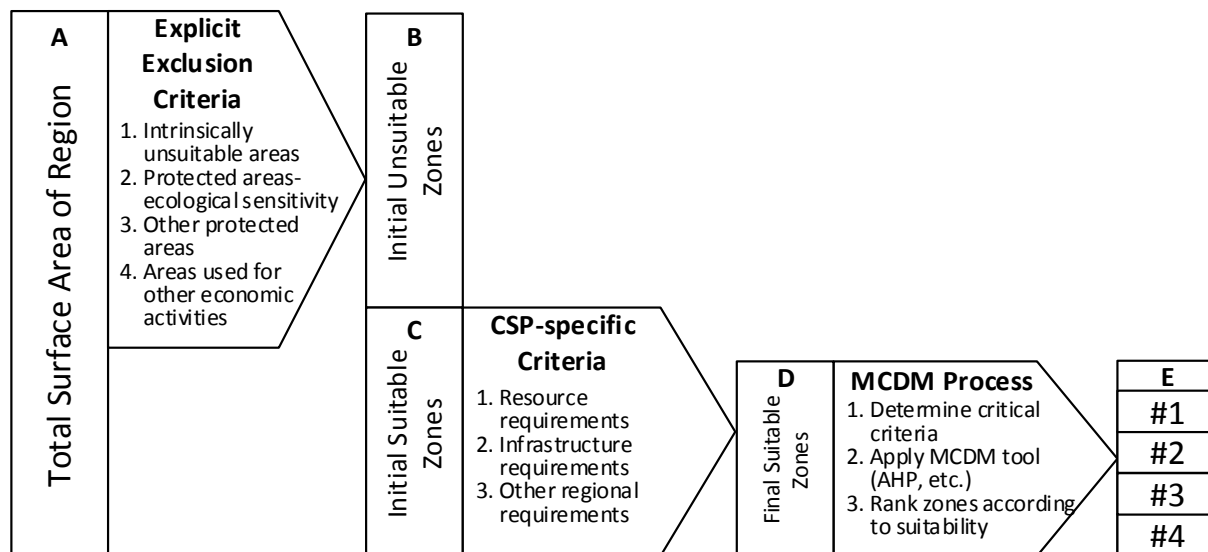 A
Total Surface Area of Region
Explicit
Exclusion
Criteria
1. Intrinsically
unsuitable areas
2. Protected areas-
ecological sensitivity
3. Other protected
areas
4. Areas used for
other economic
activities
B
Initial Unsuitable
Zones
C
Initial Suitable
Zones
CSP-specific
Criteria
1. Resource
requirements
2. Infrastructure
requirements
3. Other regional
requirements
D
Final Suitable
Zones
MCDM Process
1. Determine critical
criteria
2. Apply MCDM tool
(AHP, etc.)
3. Rank zones according
to suitability
E
#1
#2
#3
#4